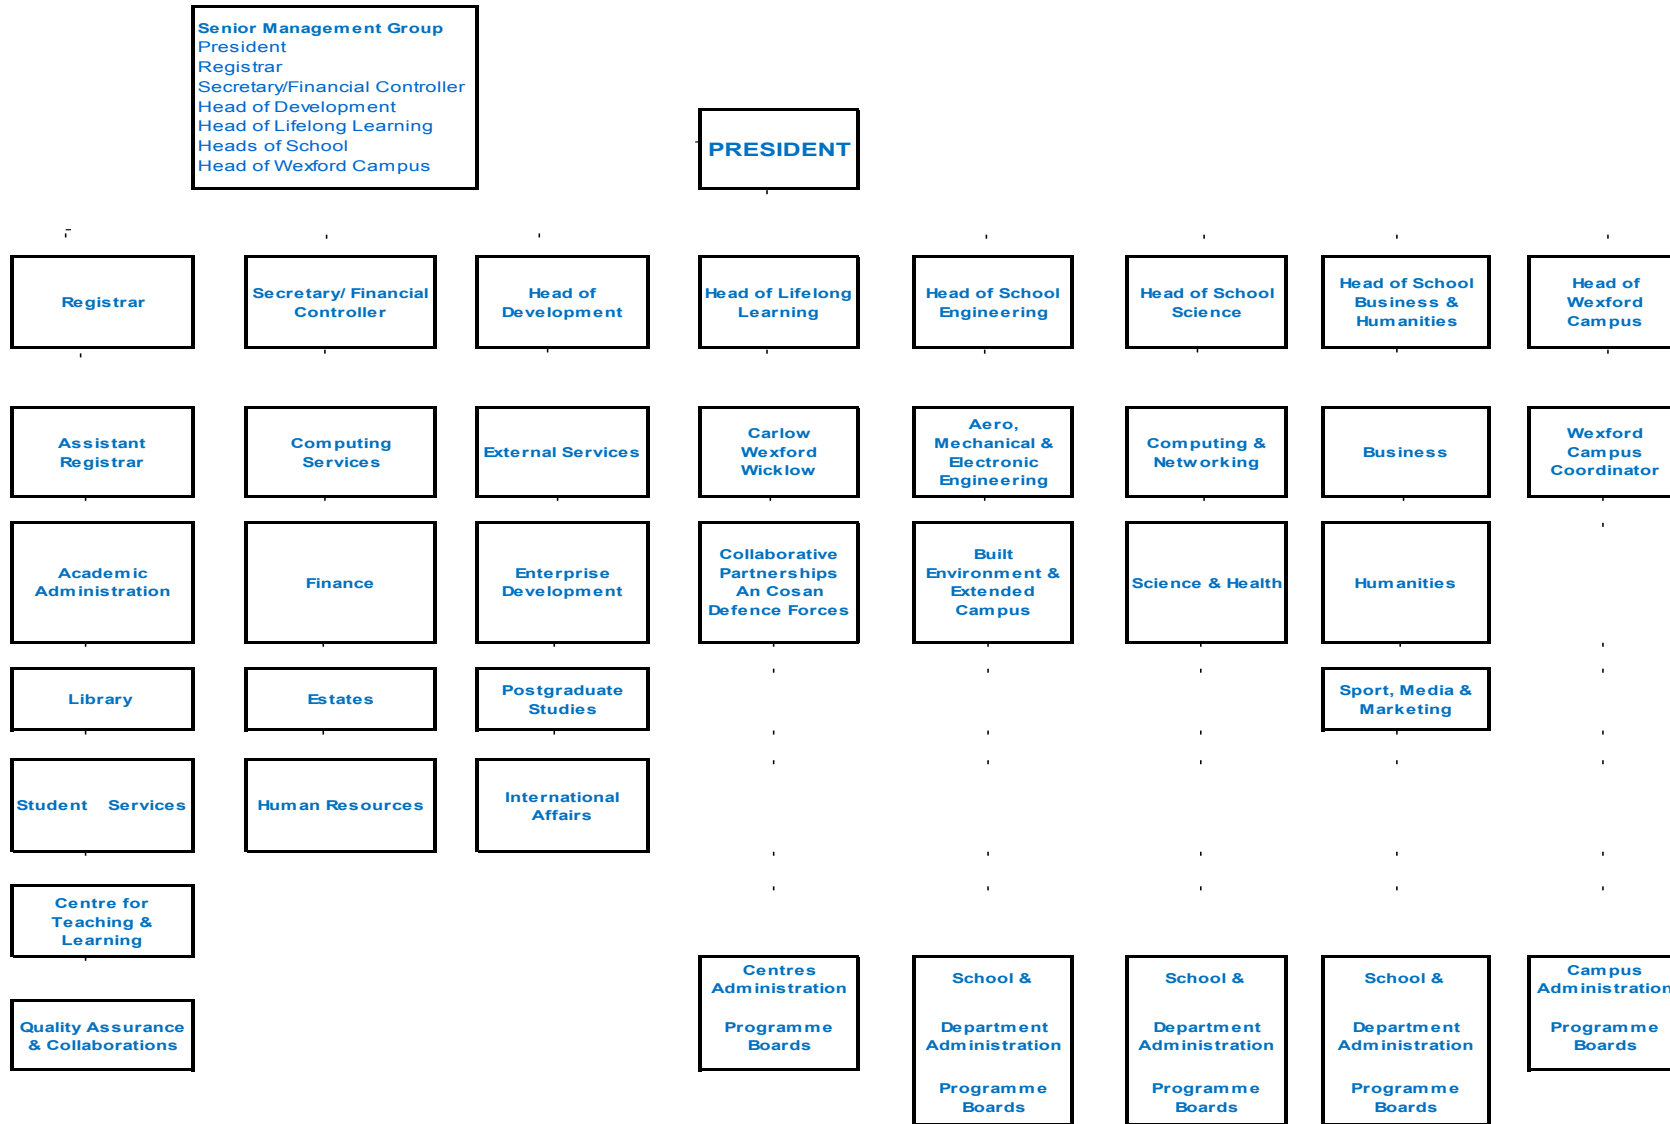 Senior Management Group
President
Registrar
Secretary/Financial Controller
Head of Development
Head of Lifelong Learning
Heads of School
Head of Wexford Campus
PRESIDENT
Registrar
Secretary/ Financial
Controller
Head of
Development
Head of Lifelong
Learning
Head of School
Engineering
Head of School
Science
Head of School
Business &
Humanities
Head of
Wexford
Campus
Assistant
Registrar
Computing
Services
External Services
Carlow
Wexford
Wicklow
Aero,
Mechanical &
Electronic
Engineering
Computing &
Networking
Business
Wexford
Campus
Coordinator
Academic
Administration
Finance
Enterprise
Development
Collaborative
Partnerships
An Cosan
Defence Forces
Built
Environment &
Extended
Campus
Science & Health
Humanities
Library
Estates
Postgraduate
Studies
Sport, Media &
Marketing
Student Services
Human Resources
International
Affairs
Centre for
Teaching &
Learning
Quality Assurance
& Collaborations
Centres
Administration
Programme
Boards
School &
Department
Administration
Programme
Boards
School &
Department
Administration
Programme
Boards
School &
Department
Administration
Programme
Boards
Campus
Administration
Programme
Boards